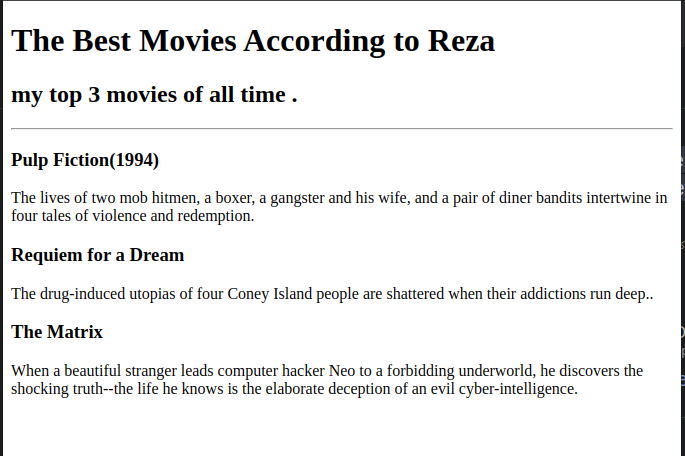 The Best Movies According to Reza
my top 3 movies of all time .
Pulp Fiction(1994)
The lives of two mob hitmen, a boxer, a gangster and his wife, and a pair of diner bandits intertwine in
four tales of violence and redemption.
Requiem for a Dream
The drug-induced utopias of four Coney Island people are shattered when their addictions run deep..
The Matrix
When a beautiful stranger leads computer hacker Neo to a forbidding underworld, he discovers the
shocking truth--the life he knows is the elaborate deception of an evil cyber-intelligence.